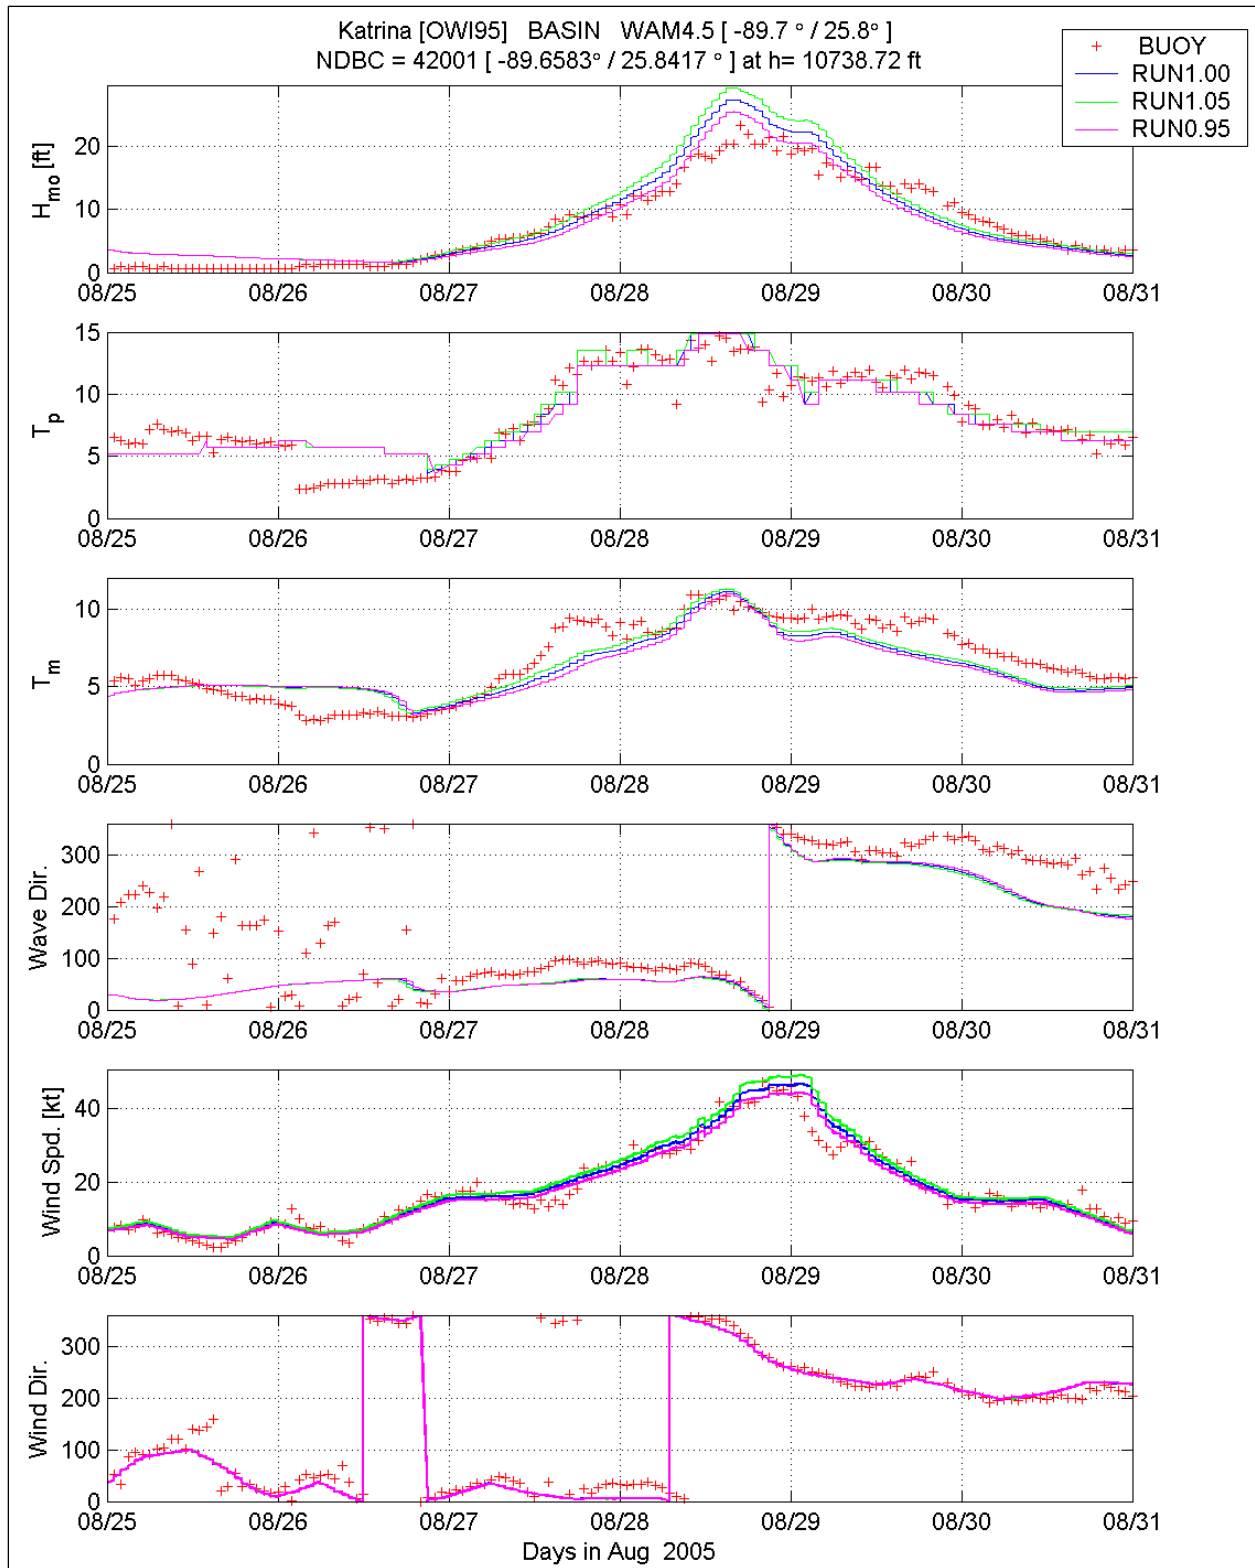 Katrina [OWI95] BASIN WAM4.5 [ -89.7 ° / 25.8° ]
NDBC = 42001 [ -89.6583° / 25.8417 ° ] at h= 10738.72 ft
BUOY
RUN1.00
RUN1.05
RUN0.95
Hmo [ft]
20
10
0
08/25 08/26 08/27 08/28 08/29 08/30 08/31
Tp
15
10
5
0
08/25 08/26 08/27 08/28 08/29 08/30 08/31
Tm
10
5
0
08/25 08/26 08/27 08/28 08/29 08/30 08/31
Wave Dir.
300
200
100
0
08/25 08/26 08/27 08/28 08/29 08/30 08/31
Wind Spd. [kt]
40
20
0
08/25 08/26 08/27 08/28 08/29 08/30 08/31
Wind Dir.
300
200
100
0
08/25 08/26 08/27 08/28 08/29 08/30 08/31
Days in Aug 2005